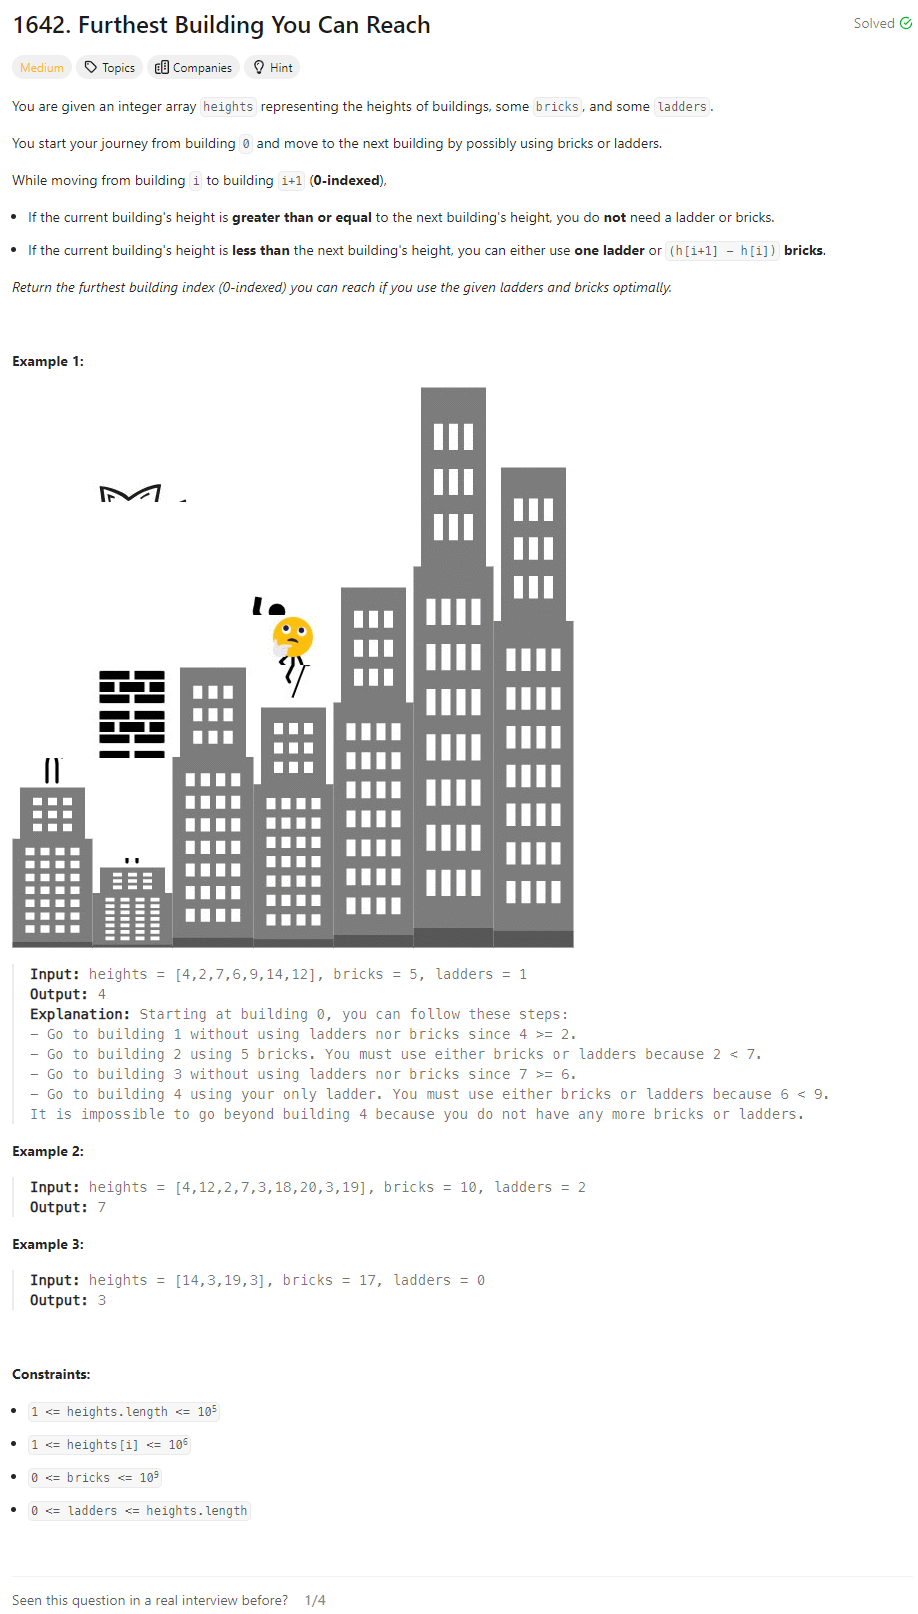 1642. Furthest Building You Can Reach
Solved
Medium
Topics
Companies
Hint
You are given an integer array heights representing the heights of buildings, some bricks, and some ladders.
You start your journey from building 0 and move to the next building by possibly using bricks or ladders.
While moving from building i to building i+1 (0-indexed),
• If the current building's height is greater than or equal to the next building's height, you do not need a ladder or bricks.
• If the current building's height is less than the next building's height, you can either use one ladder or (h[i+1] - h[i]) bricks.
Return the furthest building index (0-indexed) you can reach if you use the given ladders and bricks optimally.
Example 1:
Input: heights = [4,2,7,6,9,14,12], bricks = 5, ladders = 1
Output: 4
Explanation: Starting at building 0, you can follow these steps:
- Go to building 1 without using ladders nor bricks since 4 >= 2.
- Go to building 2 using 5 bricks. You must use either bricks or ladders because 2 < 7.
- Go to building 3 without using ladders nor bricks since 7 >= 6.
- Go to building 4 using your only ladder. You must use either bricks or ladders because 6 < 9.
It is impossible to go beyond building 4 because you do not have any more bricks or ladders.
Example 2:
Input: heights = [4,12,2,7,3,18,20,3,19], bricks = 10, ladders = 2
Output: 7
Example 3:
Input: heights = [14,3,19,3], bricks = 17, ladders = 0
Output: 3
Constraints:
• 1 <= heights.length <= 10⁵
• 1 <= heights[i] <= 10⁶
• 0 <= bricks <= 10⁹
• 0 <= ladders <= heights.length
Seen this question in a real interview before? 1/4